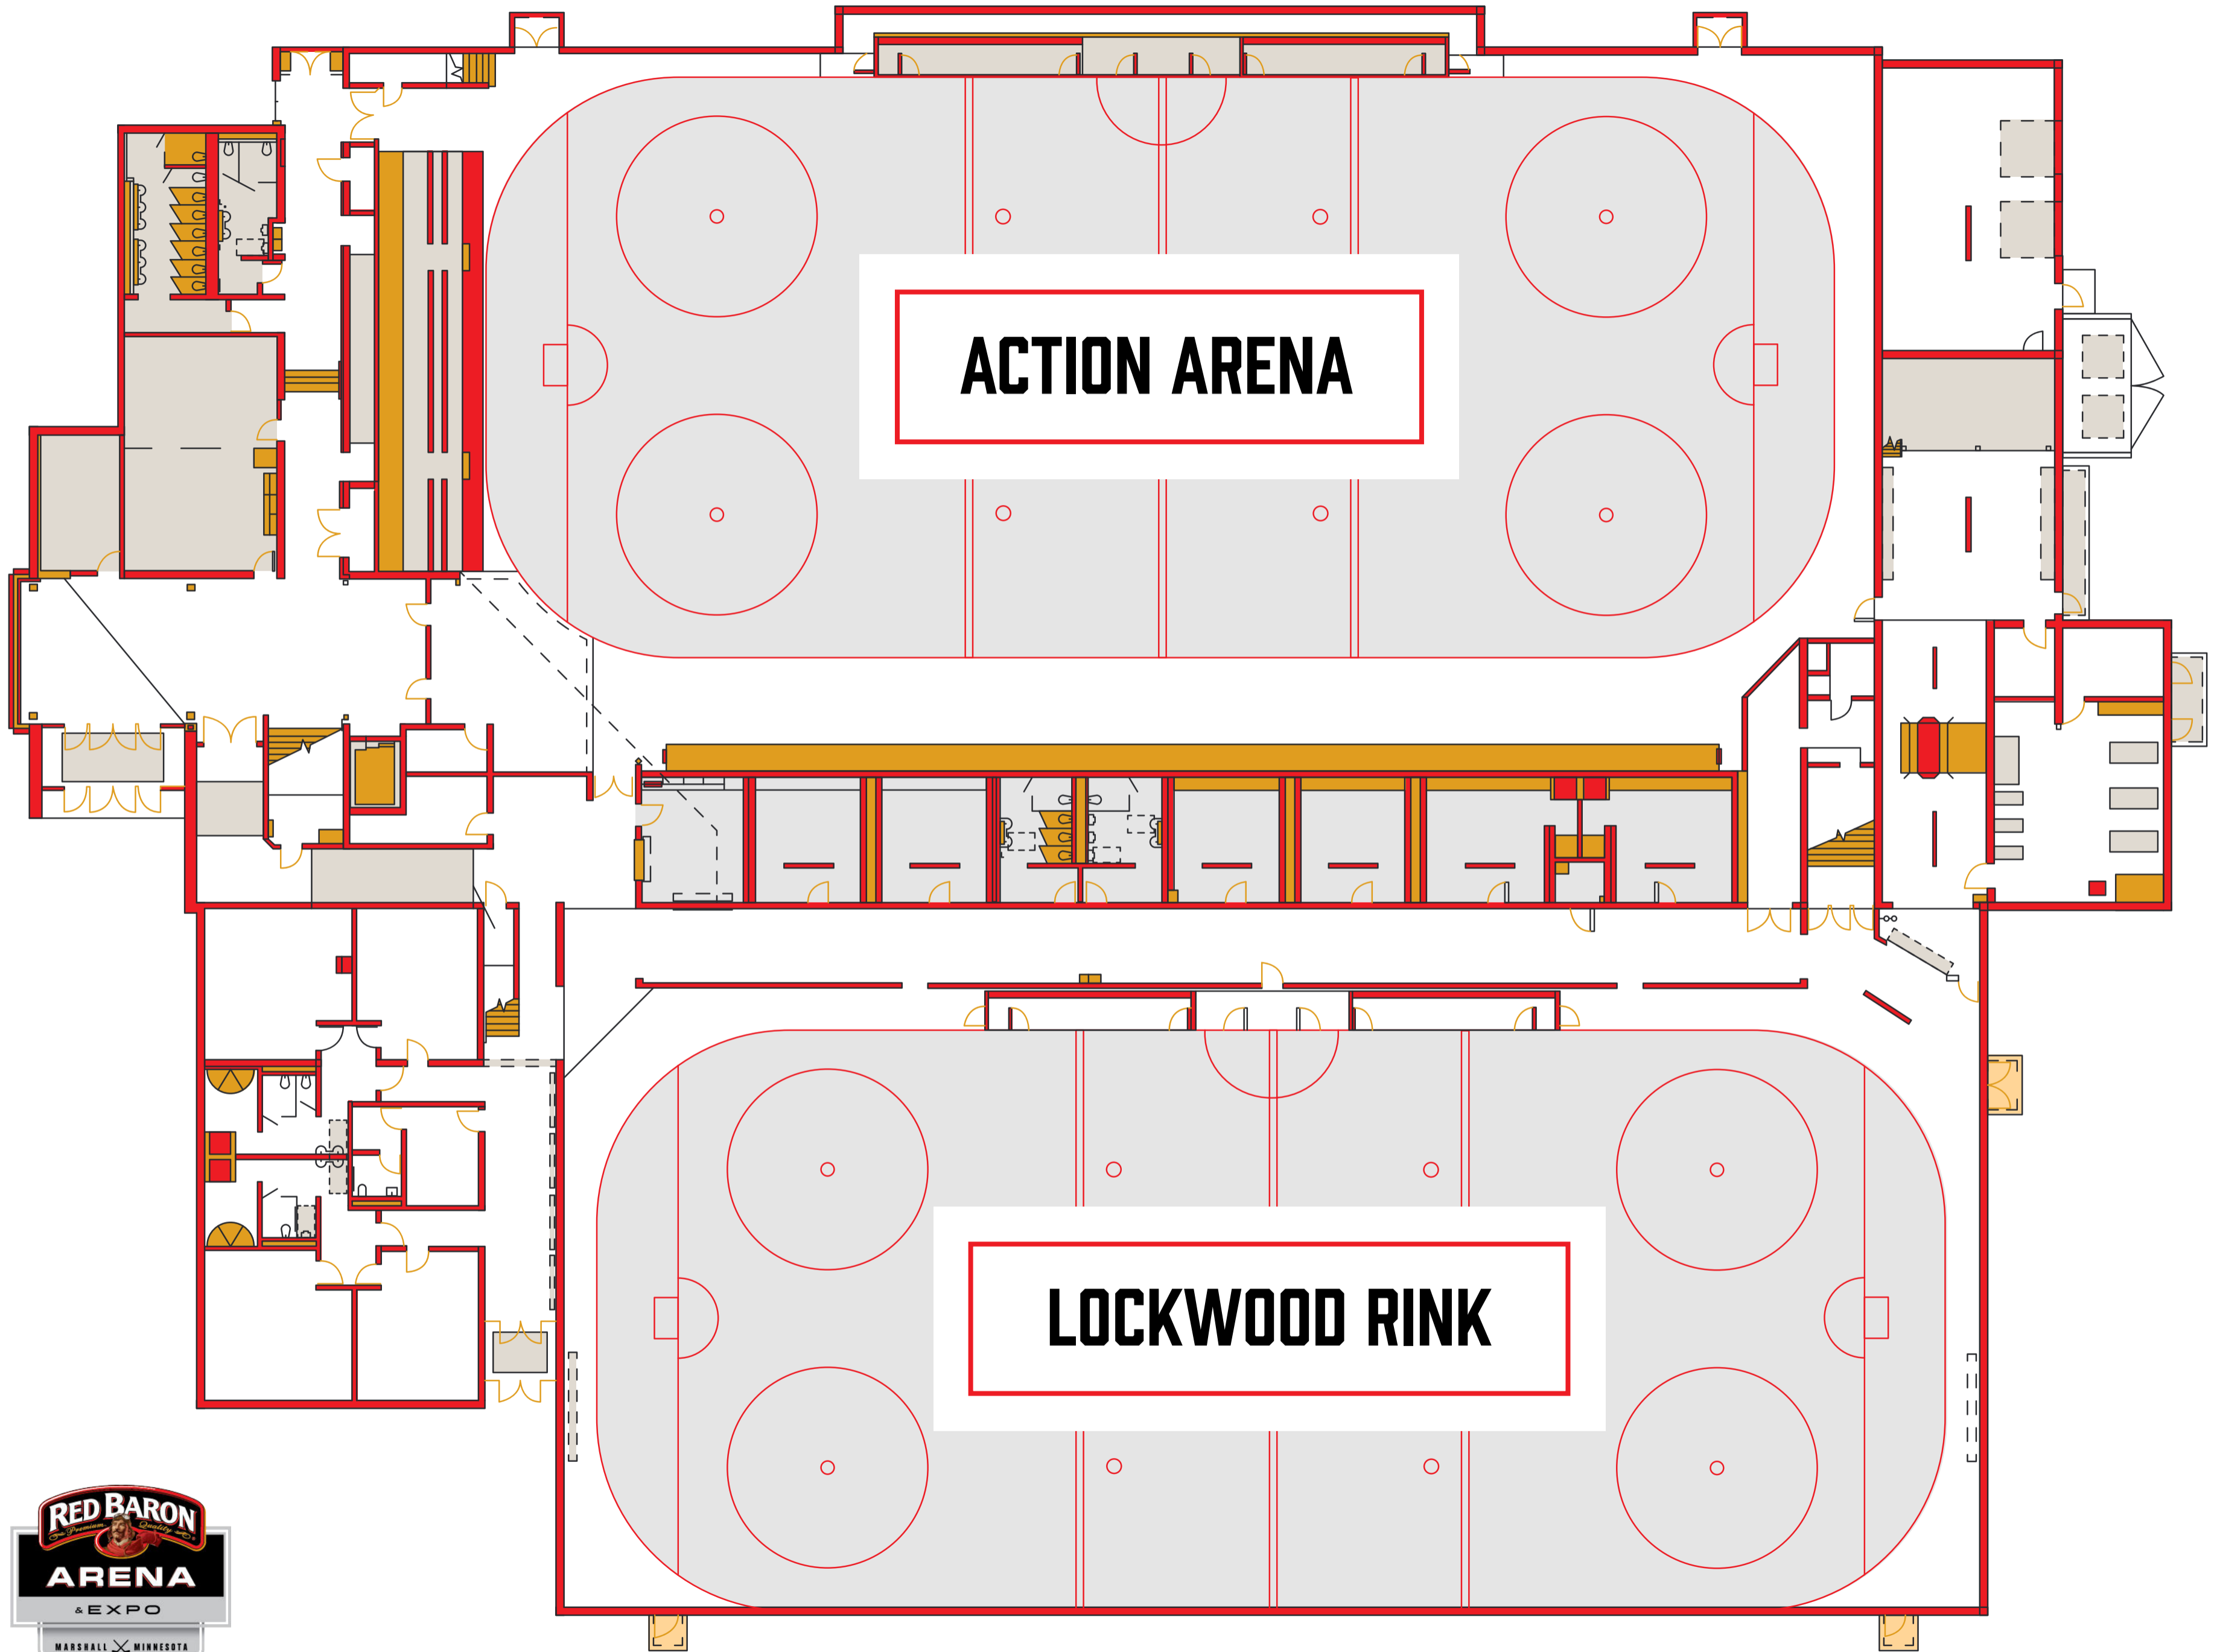 ACTION ARENA
LOCKWOOD RINK
RED BARON
Premium Quality
ARENA
& EXPO
MARSHALL MINNESOTA